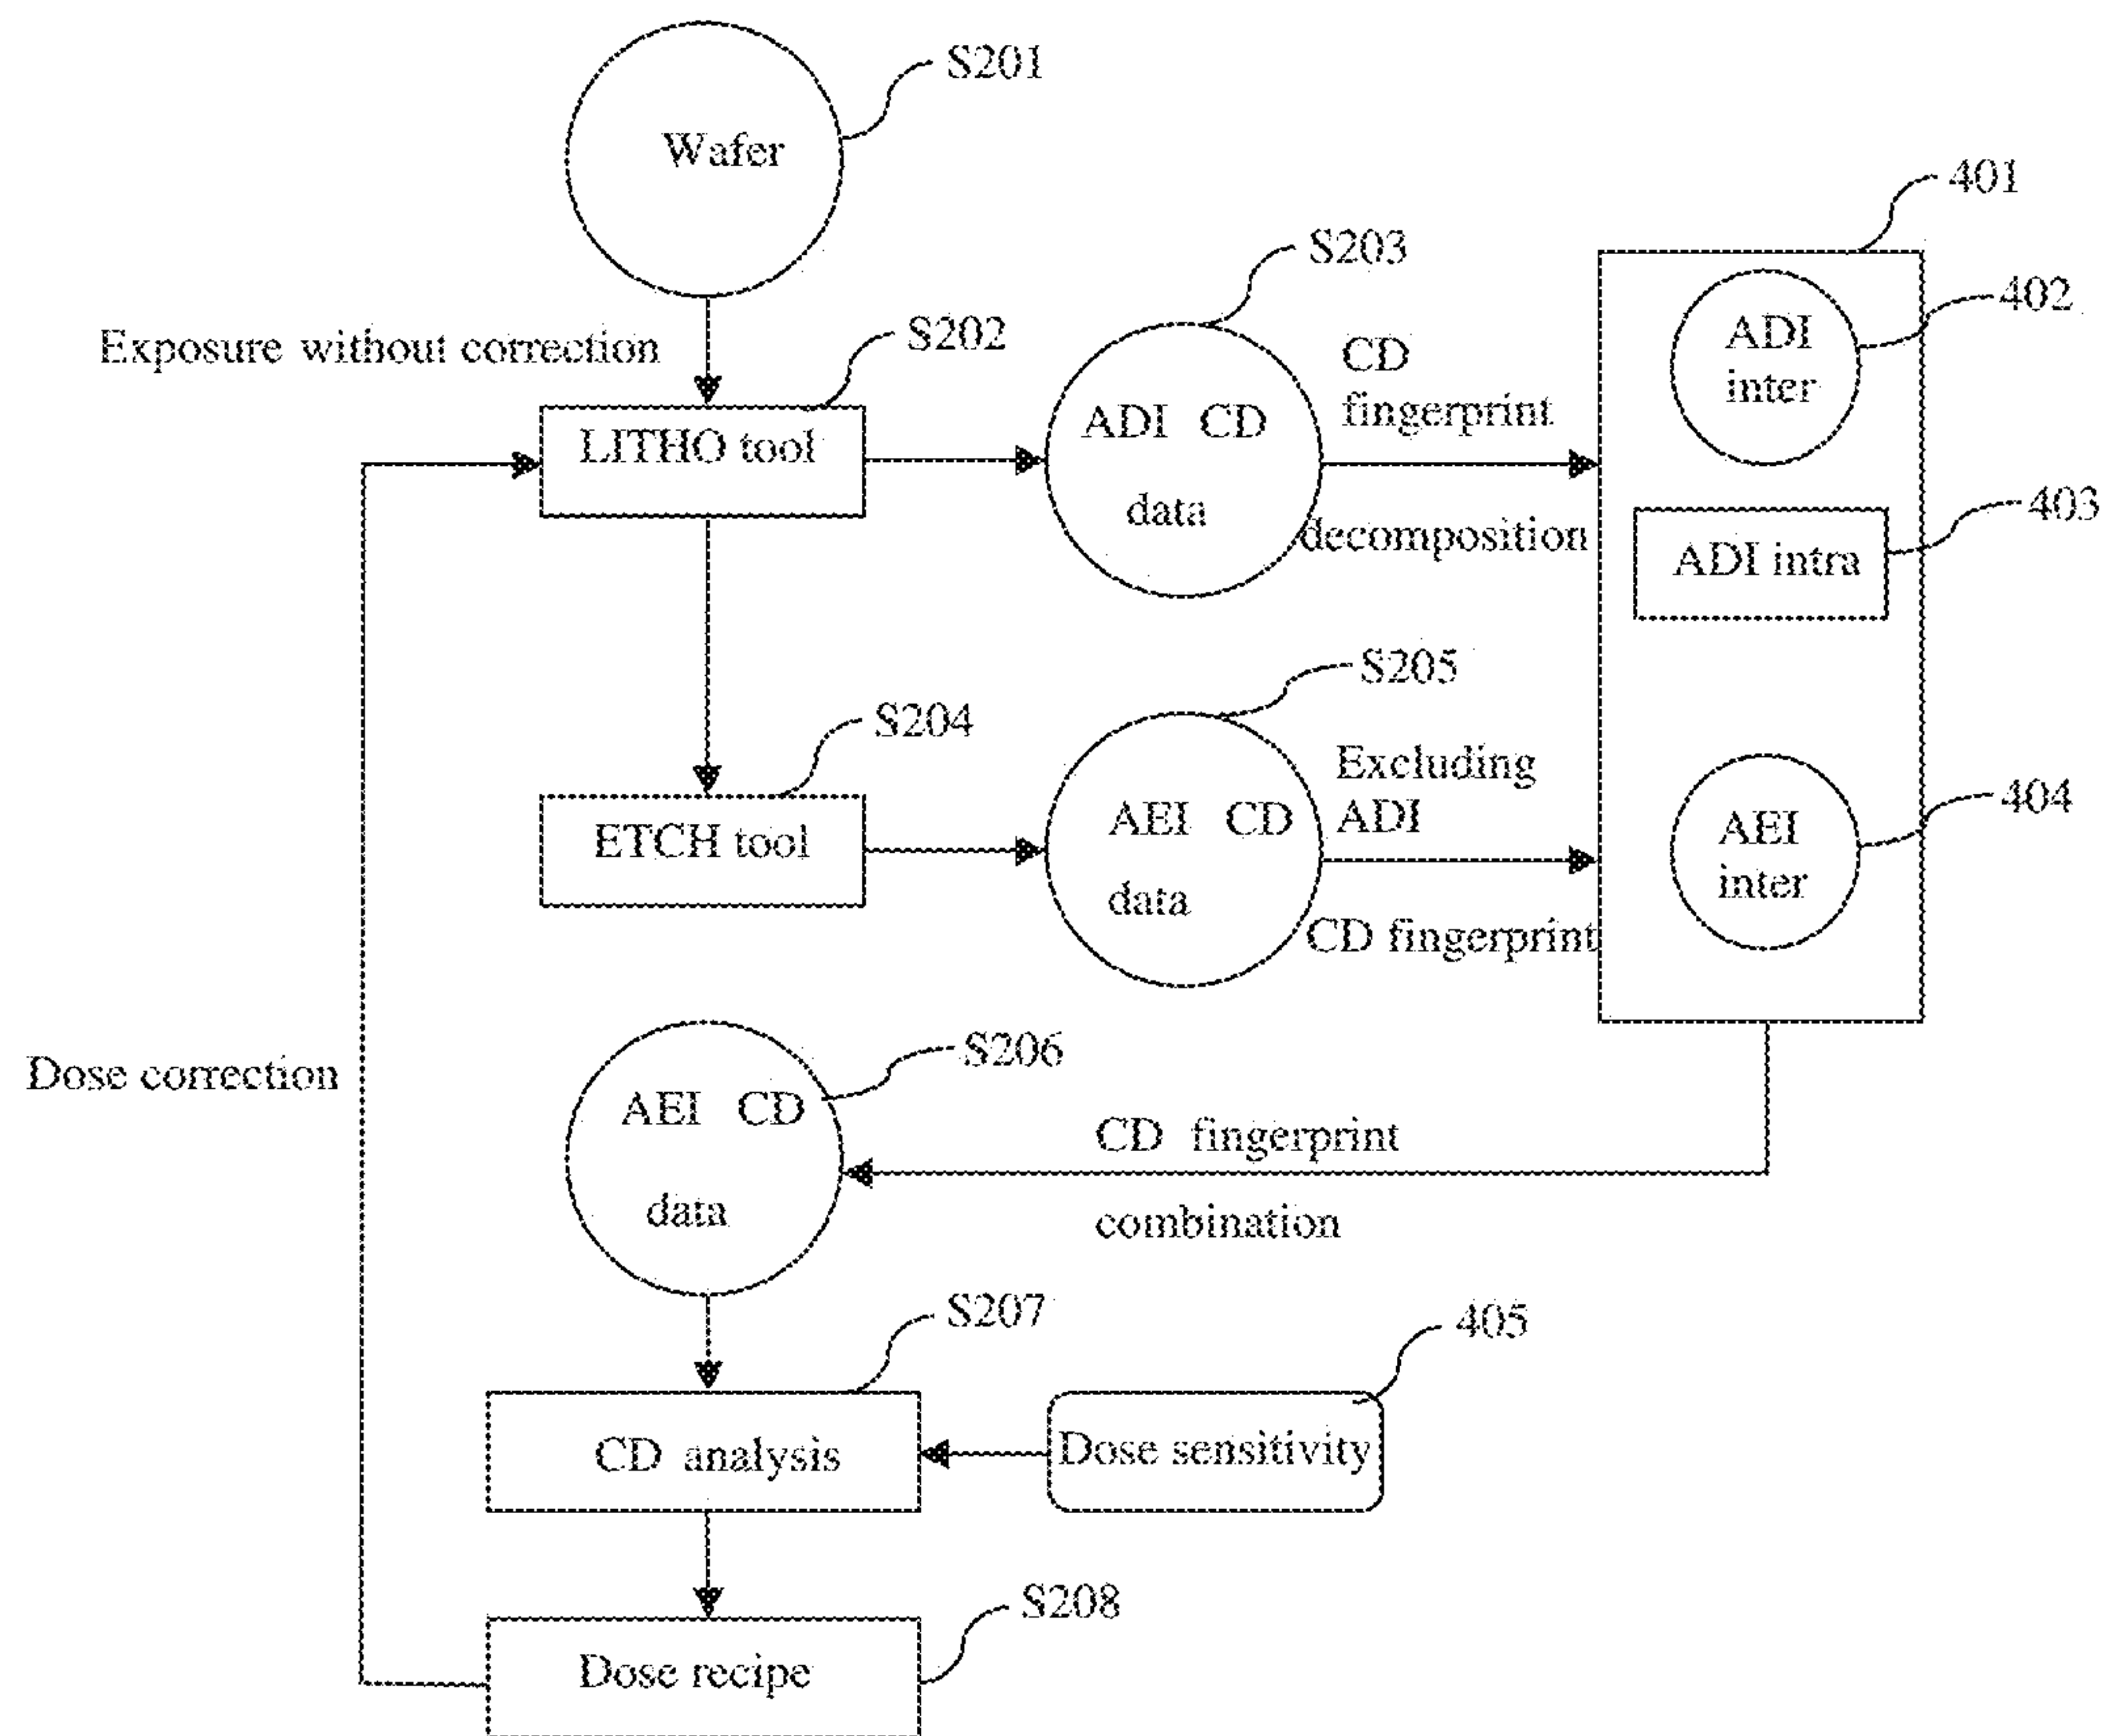 S201
Wafer
401
S203
402
ADI
inter
Exposure without correction
S202
CD
fingerprint
LITHO tool
ADI CD
data
decomposition
403
ADI intra
S205
S204
Excluding
ADI
404
ETCH tool
AEI CD
data
AEI
inter
CD fingerprint
S206
Dose correction
AEI CD
data
CD fingerprint
combination
S207
405
CD analysis
Dose sensitivity
S208
Dose recipe